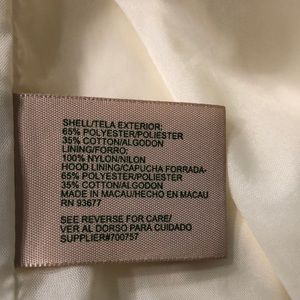 SHELL/TELA EXTERIOR:
65% POLYESTER/POLIESTER
35% COTTON/ALGODON
LINING/FORRO:
100% NYLON/NILON
HOOD LINING/CAPUCHA FORRADA-
65% POLYESTER/POLIESTER
35% COTTON/ALGODON
MADE IN MACAU/HECHO EN MACAU
RN 93677
SEE REVERSE FOR CARE/
VER AL DORSO PARA CUIDADO
SUPPLIER#700757